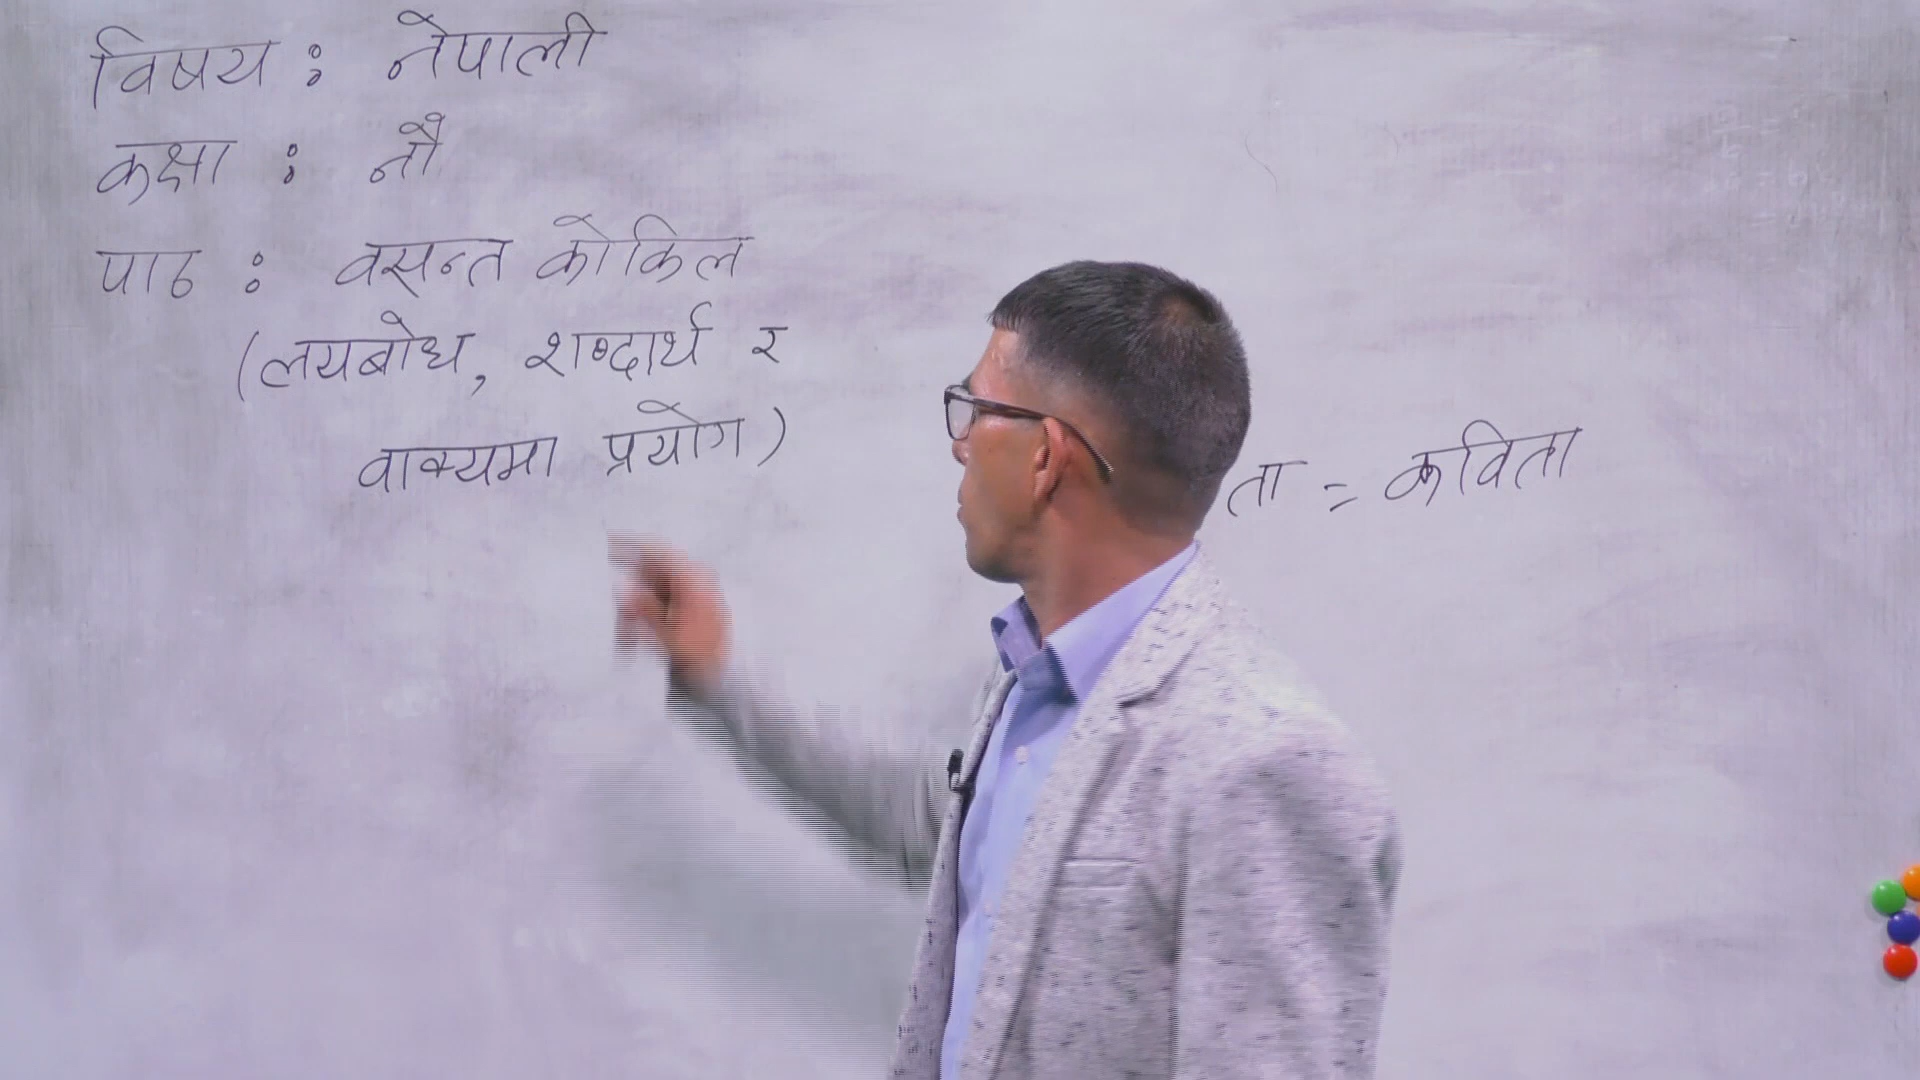 विषय : नेपाली
कक्षा : नौ
पाठ : वसन्त कोकिल
(लयबोध, शब्दार्थ र
वाक्यमा प्रयोग)
ता = कविता